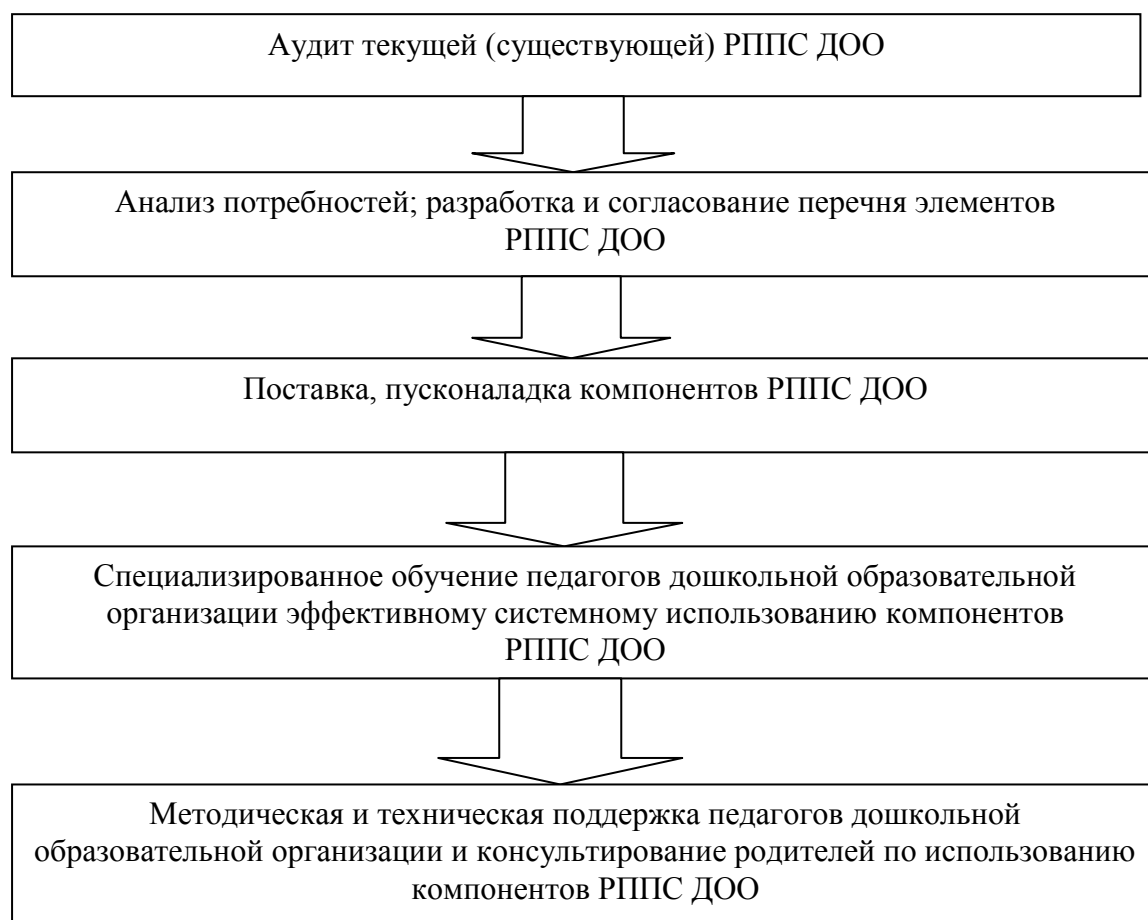 Аудит текущей (существующей) РППС ДОО
Анализ потребностей; разработка и согласование перечня элементов
РППС ДОО
Поставка, пусконаладка компонентов РППС ДОО
Специализированное обучение педагогов дошкольной образовательной
организации эффективному системному использованию компонентов
РППС ДОО
Методическая и техническая поддержка педагогов дошкольной
образовательной организации и консультирование родителей по использованию
компонентов РППС ДОО